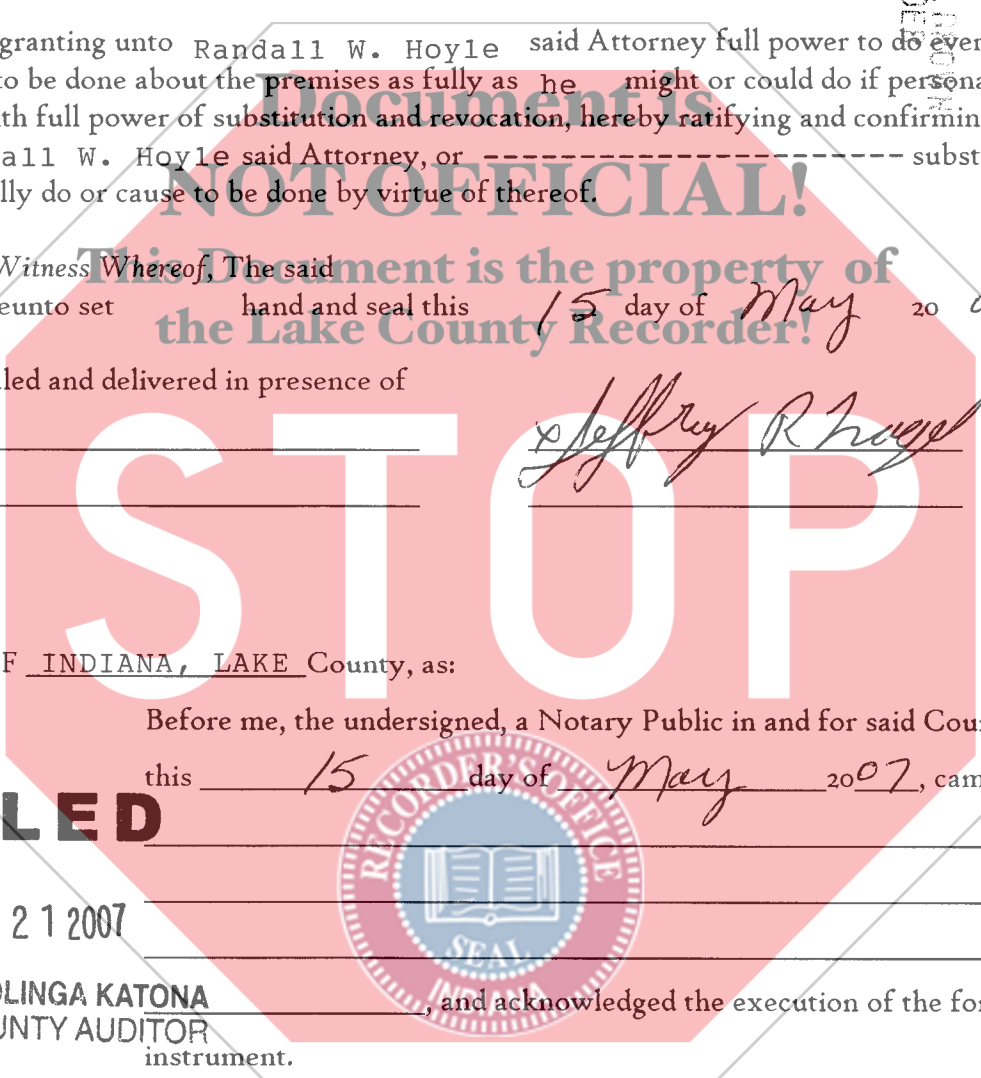 granting unto Randall W. Hoyle said Attorney full power to do ever
to be done about the premises as fully as he might or could do if persona
ith full power of substitution and revocation, hereby ratifying and confirmin
all W. Hoyle said Attorney, or ---------------------- subst
lly do or cause to be done by virtue of thereof.
Document is
NOT OFFICIAL!
This Document is the property of
the Lake County Recorder!
Witness Whereof, The said
eunto set hand and seal this 15 day of May 20
led and delivered in presence of
x Jeffrey R
STOP
F INDIANA, LAKE County, as:
Before me, the undersigned, a Notary Public in and for said Cou
this 15 day of May 2007, cam
LED
RECORDER'S OFFICE
SEAL
INDIANA
2 1 2007
OLINGA KATONA
UNTY AUDITOR
, and acknowledged the execution of the for
instrument.